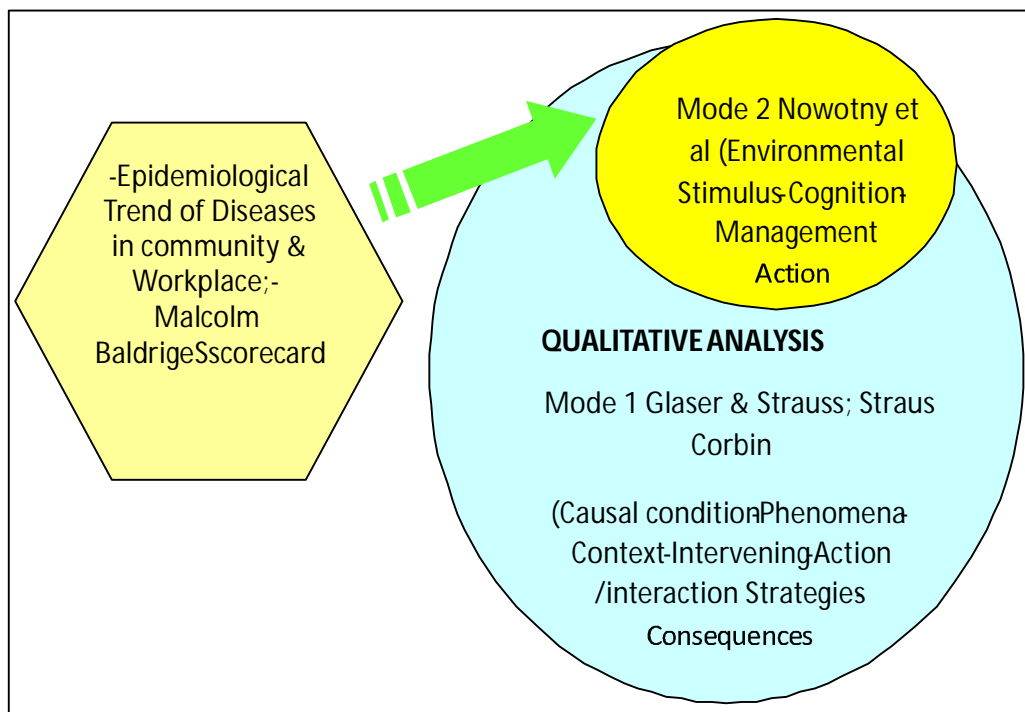 -Epidemiological
Trend of Diseases
in community &
Workplace;-
Malcolm
BaldrigeSscorecard
Mode 2 Nowotny et
al (Environmental
Stimulus-Cognition-
Management
Action
QUALITATIVE ANALYSIS
Mode 1 Glaser & Strauss; Straus
Corbin
(Causal condition-Phenomena-
Context-Intervening-Action
/interaction Strategies
Consequences